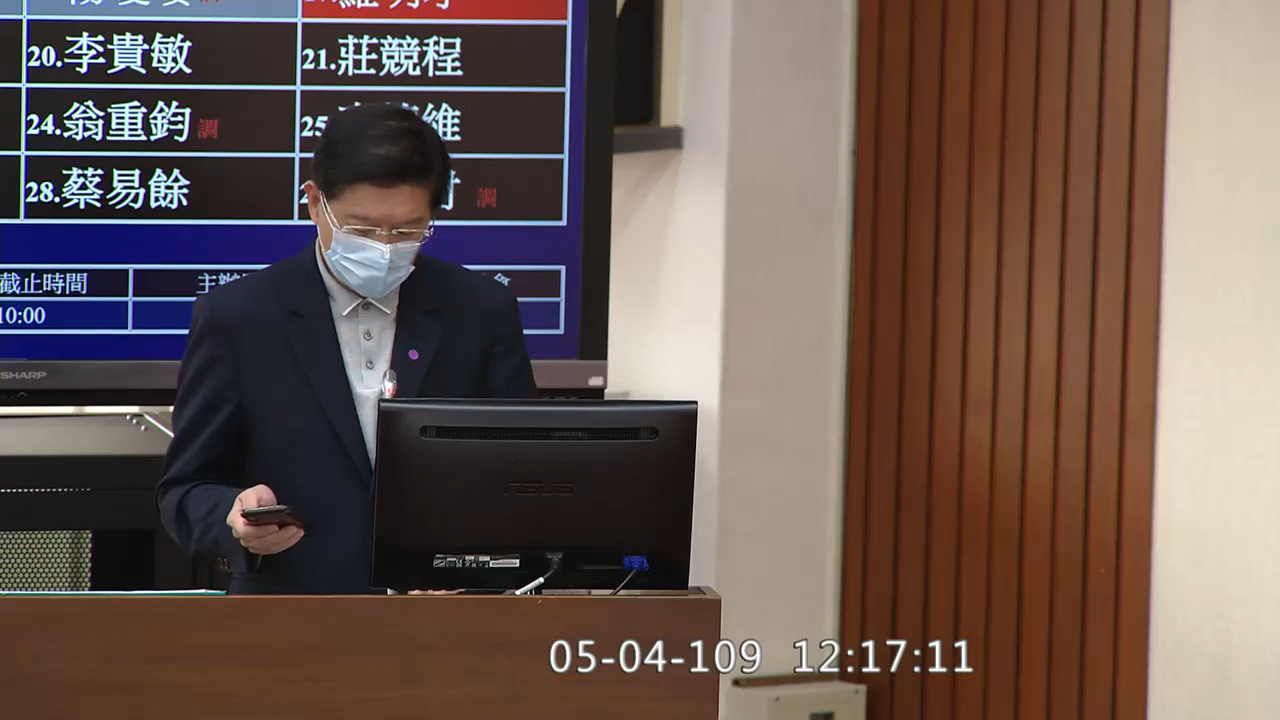 20.李貴敏
21.莊競程
24.翁重鈞 調
25
維
28.蔡易餘
調
截止時間
10:00
SHARP
ASUS
05-04-109 12:17:11